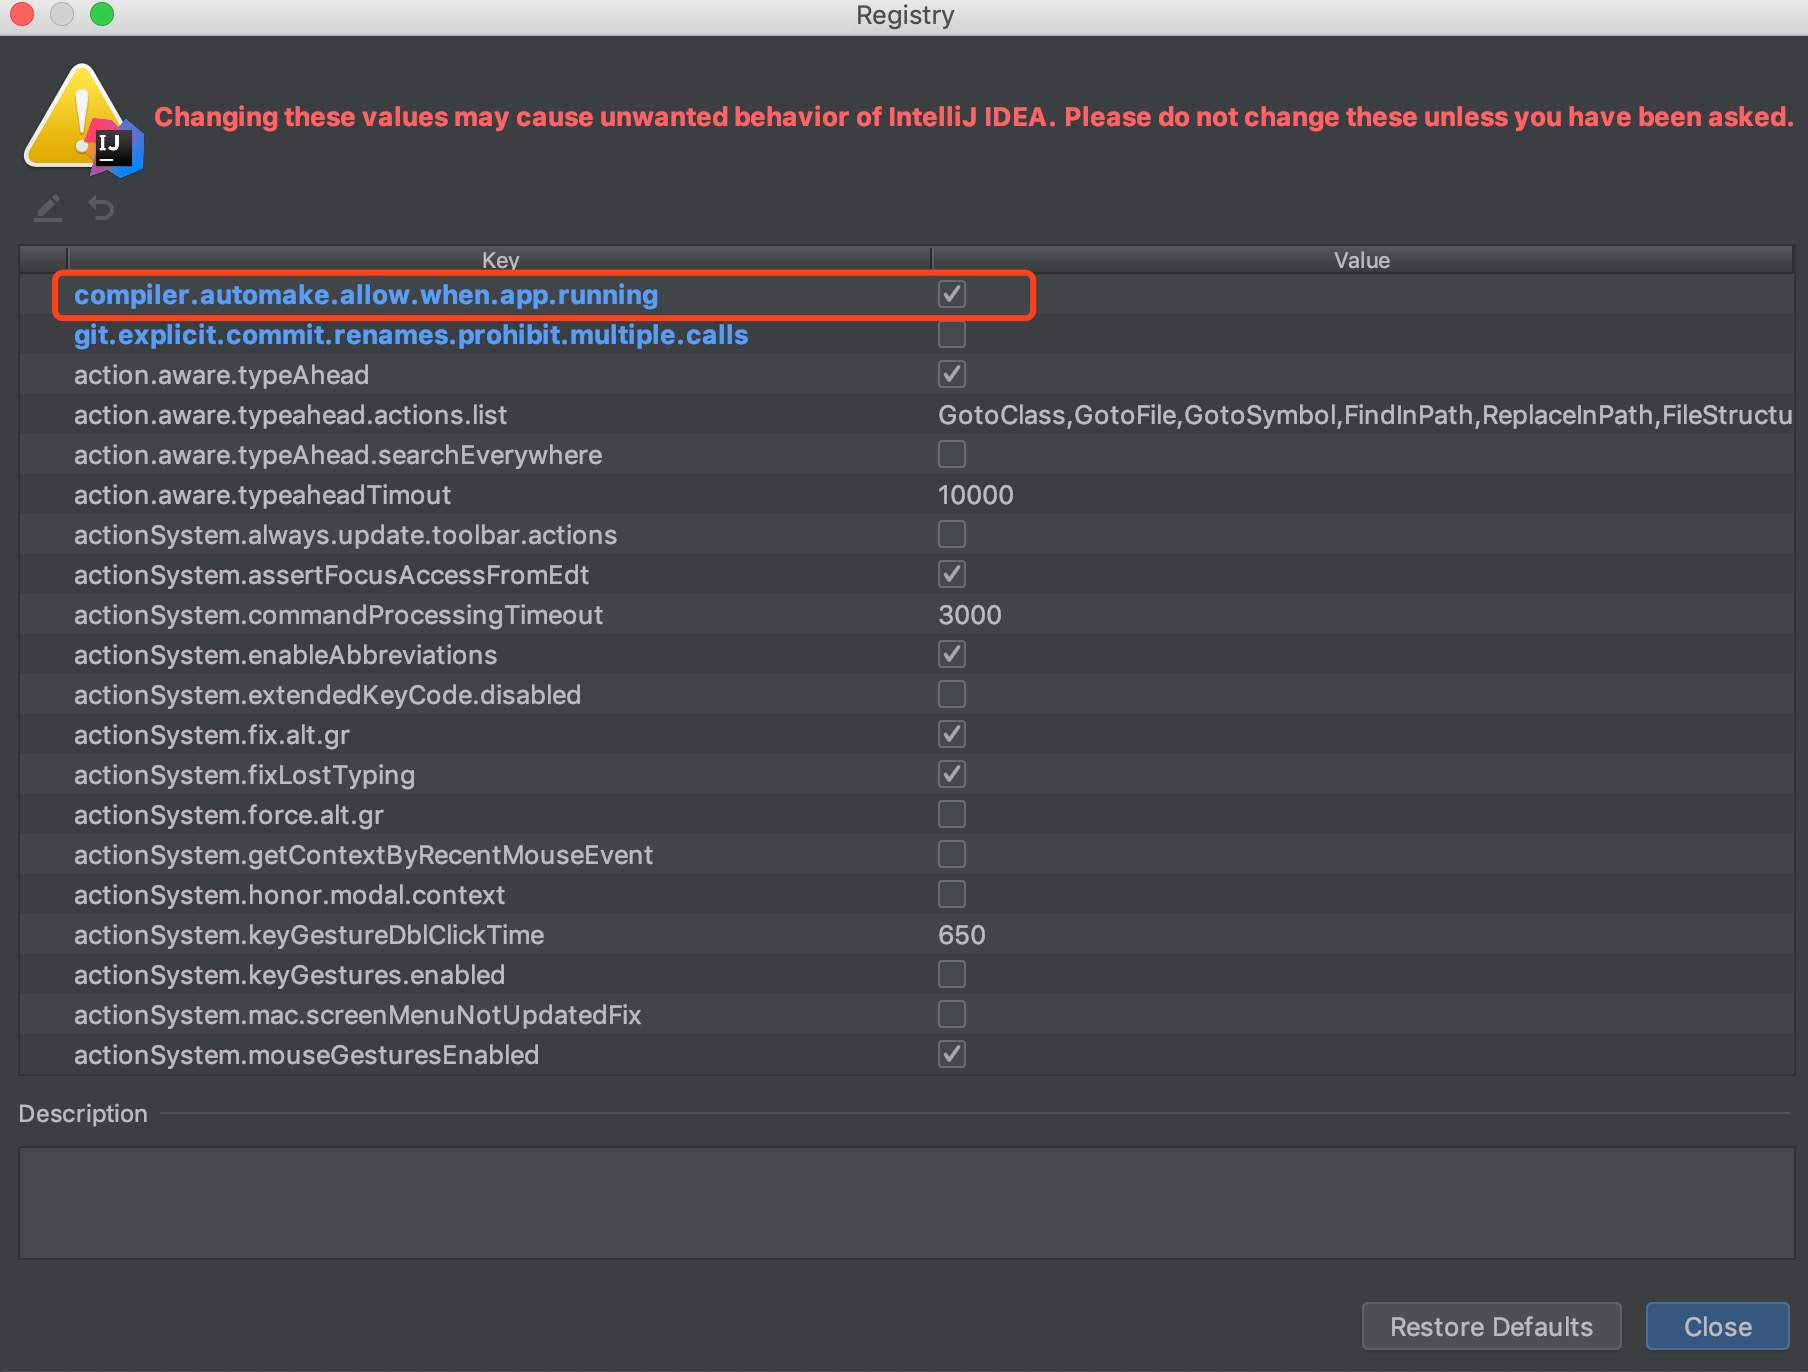 Registry
Changing these values may cause unwanted behavior of IntelliJ IDEA. Please do not change these unless you have been asked.
IJ
Key Value
compiler.automake.allow.when.app.running
git.explicit.commit.renames.prohibit.multiple.calls
action.aware.typeAhead
action.aware.typeahead.actions.list GotoClass,GotoFile,GotoSymbol,FindInPath,ReplaceInPath,FileStructu
action.aware.typeAhead.searchEverywhere
action.aware.typeaheadTimout 10000
actionSystem.always.update.toolbar.actions
actionSystem.assertFocusAccessFromEdt
actionSystem.commandProcessingTimeout 3000
actionSystem.enableAbbreviations
actionSystem.extendedKeyCode.disabled
actionSystem.fix.alt.gr
actionSystem.fixLostTyping
actionSystem.force.alt.gr
actionSystem.getContextByRecentMouseEvent
actionSystem.honor.modal.context
actionSystem.keyGestureDblClickTime 650
actionSystem.keyGestures.enabled
actionSystem.mac.screenMenuNotUpdatedFix
actionSystem.mouseGesturesEnabled
Description
Restore Defaults Close